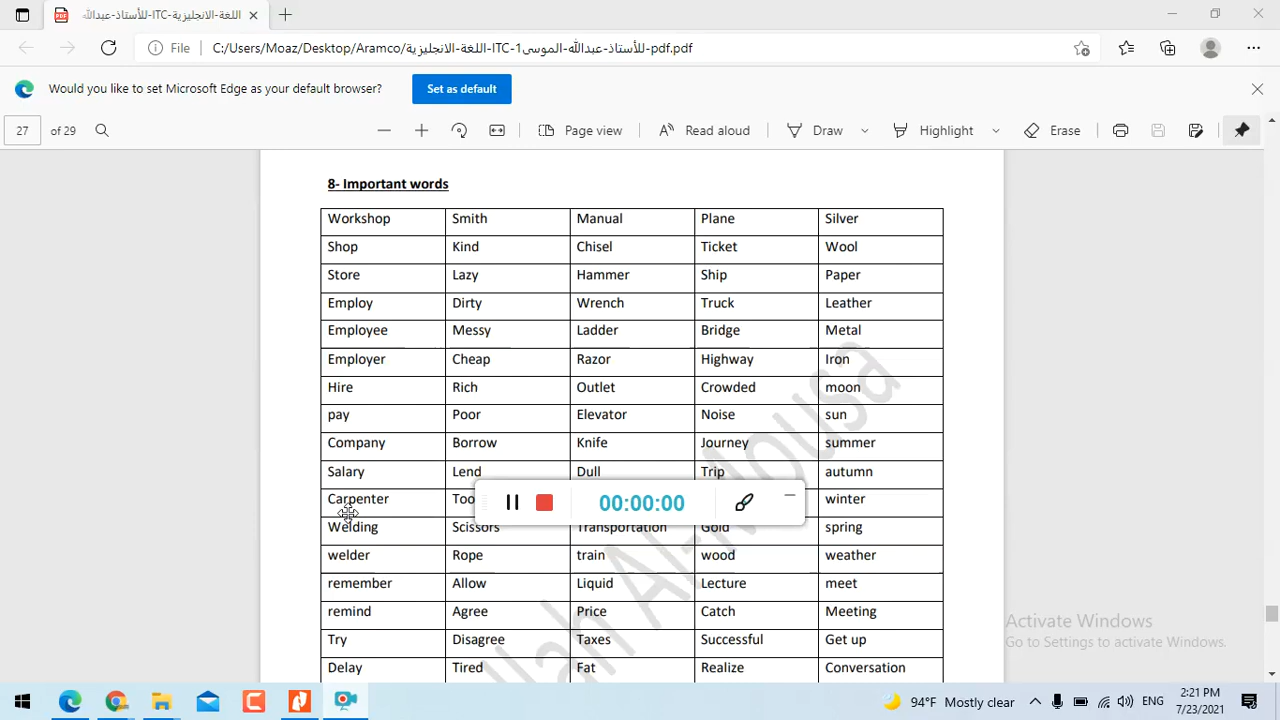 اللغة-الانجليزية-ITC-للأستاذ-عبدالله
File C:/Users/Moaz/Desktop/Aramco/اللغة-الانجليزية-ITC-1للأستاذ-عبدالله-الموسى-pdf.pdf
Would you like to set Microsoft Edge as your default browser? Set as default
27 of 29 Page view Read aloud Draw Highlight Erase
8- Important words
Workshop Smith Manual Plane Silver
Shop Kind Chisel Ticket Wool
Store Lazy Hammer Ship Paper
Employ Dirty Wrench Truck Leather
Employee Messy Ladder Bridge Metal
Employer Cheap Razor Highway Iron
Hire Rich Outlet Crowded moon
pay Poor Elevator Noise sun
Company Borrow Knife Journey summer
Salary Lend Dull Trip autumn
Carpenter winter
00:00:00
Welding Scissors Transportation Gold spring
welder Rope train wood weather
remember Allow Liquid Lecture meet
remind Agree Price Catch Meeting
Try Disagree Taxes Successful Get up
Delay Tired Fat Realize Conversation
llah Al-Mousa
Activate Windows
Go to Settings to activate Windows.
94°F Mostly clear ENG 2:21 PM
7/23/2021